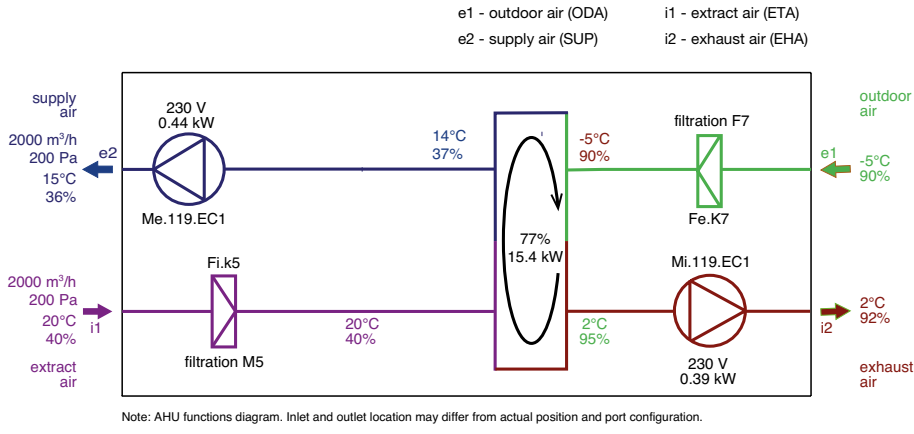 e1 - outdoor air (ODA)
i1 - extract air (ETA)
e2 - supply air (SUP)
i2 - exhaust air (EHA)
supply
air
2000 m³/h
200 Pa
15°C
36%
e2
230 V
0.44 kW
Me.119.EC1
14°C
37%
-5°C
90%
filtration F7
Fe.K7
outdoor
air
e1
-5°C
90%
77%
15.4 kW
2000 m³/h
200 Pa
20°C
40%
i1
extract
air
Fi.k5
filtration M5
20°C
40%
2°C
95%
Mi.119.EC1
230 V
0.39 kW
2°C
92%
i2
exhaust
air
Note: AHU functions diagram. Inlet and outlet location may differ from actual position and port configuration.